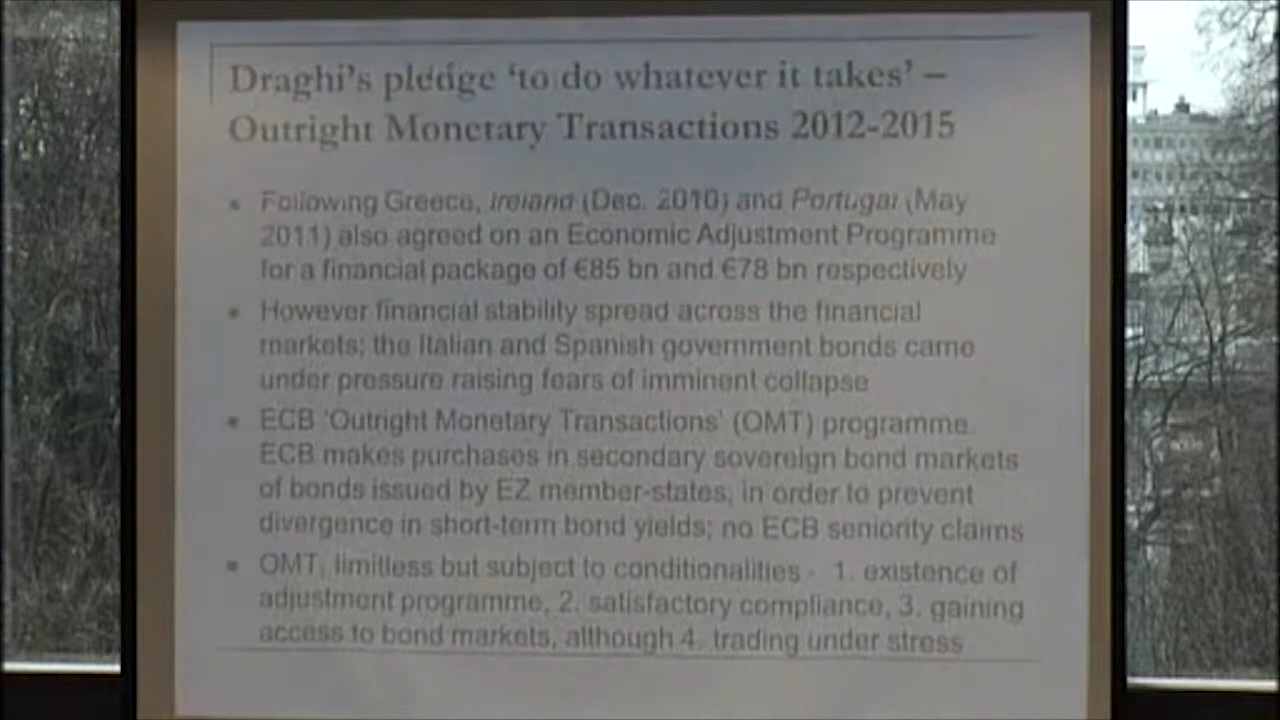 Draghi's pledge 'to do whatever it takes' –
Outright Monetary Transactions 2012-2015
Following Greece, Ireland (Dec. 2010) and Portugal (May
2011) also agreed on an Economic Adjustment Programme
for a financial package of €85 bn and €78 bn respectively
However financial stability spread across the financial
markets; the Italian and Spanish government bonds came
under pressure raising fears of imminent collapse
ECB 'Outright Monetary Transactions' (OMT) programme.
ECB makes purchases in secondary sovereign bond markets
of bonds issued by EZ member-states, in order to prevent
divergence in short-term bond yields; no ECB seniority claims
OMT, limitless but subject to conditionalities - 1. existence of
adjustment programme, 2. satisfactory compliance, 3. gaining
access to bond markets, although 4. trading under stress